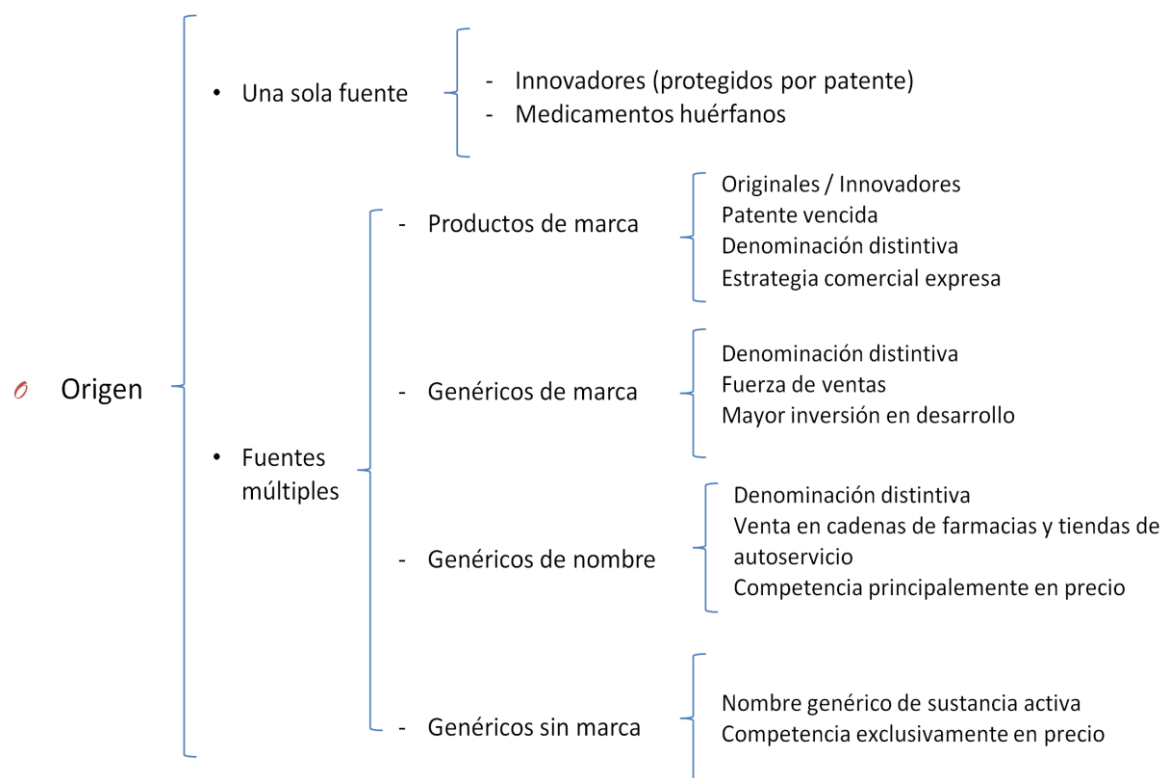 Origen
• Una sola fuente
- Innovadores (protegidos por patente)
- Medicamentos huérfanos
• Fuentes
múltiples
- Productos de marca
Originales / Innovadores
Patente vencida
Denominación distintiva
Estrategia comercial expresa
- Genéricos de marca
Denominación distintiva
Fuerza de ventas
Mayor inversión en desarrollo
- Genéricos de nombre
Denominación distintiva
Venta en cadenas de farmacias y tiendas de
autoservicio
Competencia principalemente en precio
- Genéricos sin marca
Nombre genérico de sustancia activa
Competencia exclusivamente en precio